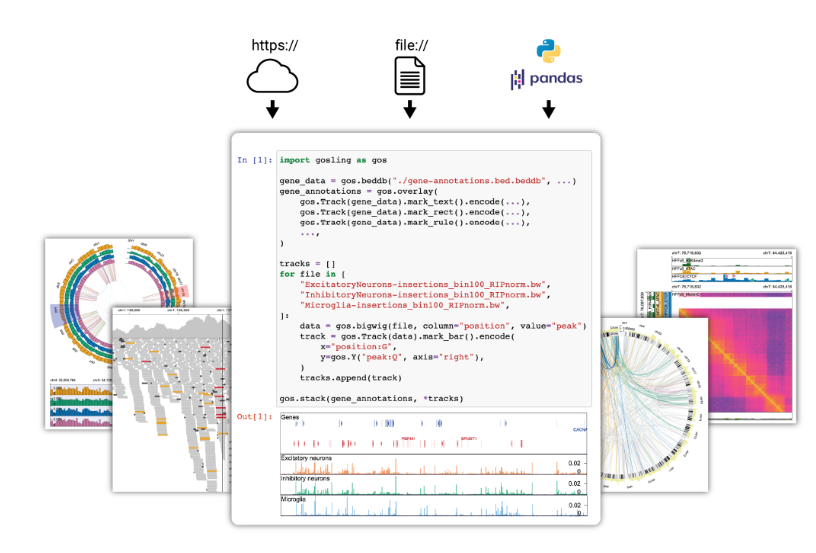 https://
file://
pandas
In [1]: import gosling as gos
gene_data = gos.beddb("./gene-annotations.bed.beddb", ...)
gene_annotations = gos.overlay(
gos.Track(gene_data).mark_text().encode(...),
gos.Track(gene_data).mark_rect().encode(...),
gos.Track(gene_data).mark_rule().encode(...),
...,
)
tracks = []
for file in [
"ExcitatoryNeurons-insertions_bin100_RIPnorm.bw",
"InhibitoryNeurons-insertions_bin100_RIPnorm.bw",
"Microglia-insertions_bin100_RIPnorm.bw",
]:
data = gos.bigwig(file, column="position", value="peak")
track = gos.Track(data).mark_bar().encode(
x="position:G",
y=gos.Y("peak:Q", axis="right"),
)
tracks.append(track)
gos.stack(gene_annotations, *tracks)
Out[1]:
Genes
CACNA
Excitatory neurons
0.02
0
Inhibitory neurons
0.02
0
Microglia
0.02
0